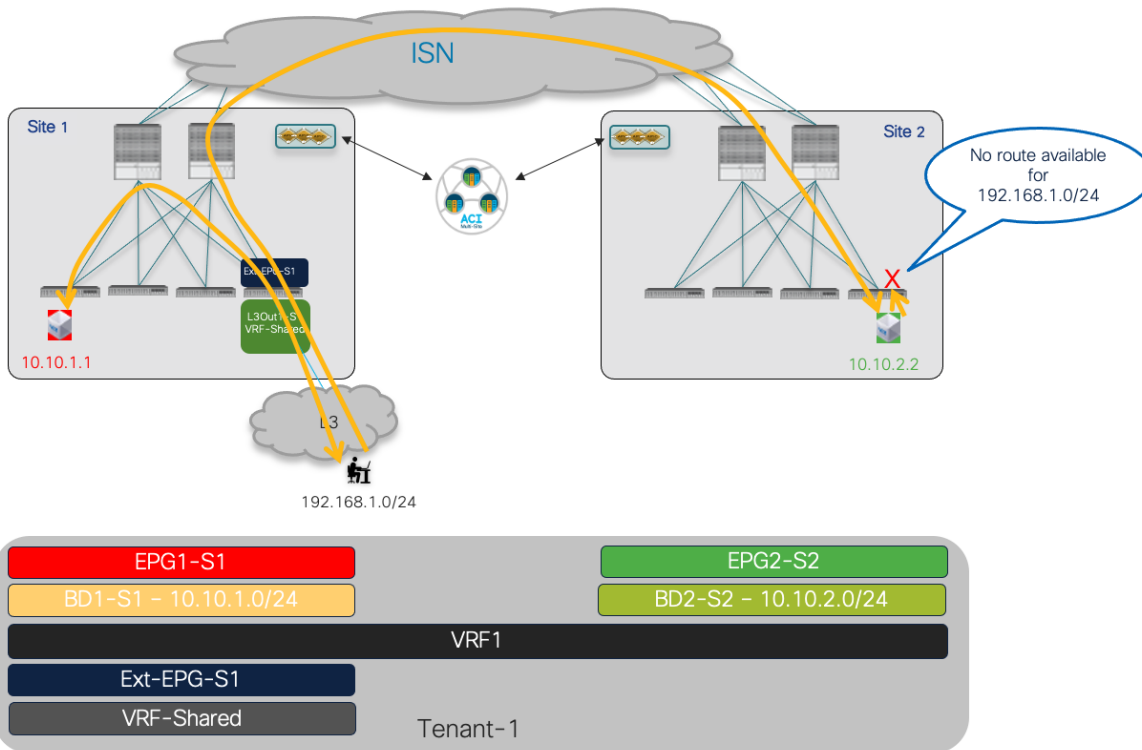 ISN
Site 1
Site 2
No route available
for
192.168.1.0/24
ACI
Multi-Site
Ext-EPG-S1
L3Out1-S1
VRF-Shared
10.10.1.1
10.10.2.2
L3
192.168.1.0/24
EPG1-S1
EPG2-S2
BD1-S1 – 10.10.1.0/24
BD2-S2 – 10.10.2.0/24
VRF1
Ext-EPG-S1
VRF-Shared
Tenant-1